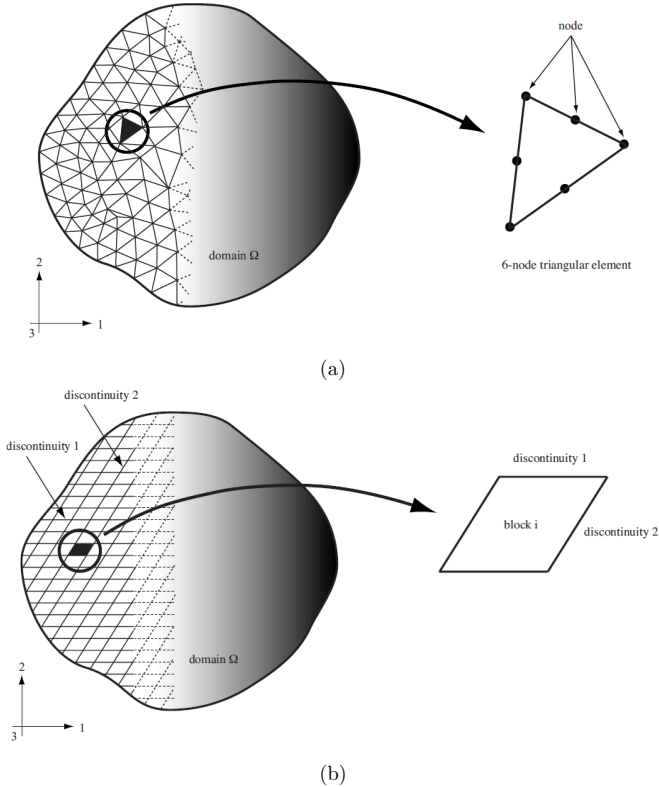 node
domain Ω
6-node triangular element
2
3
1
(a)
discontinuity 2
discontinuity 1
discontinuity 1
block i
discontinuity 2
domain Ω
2
3
1
(b)